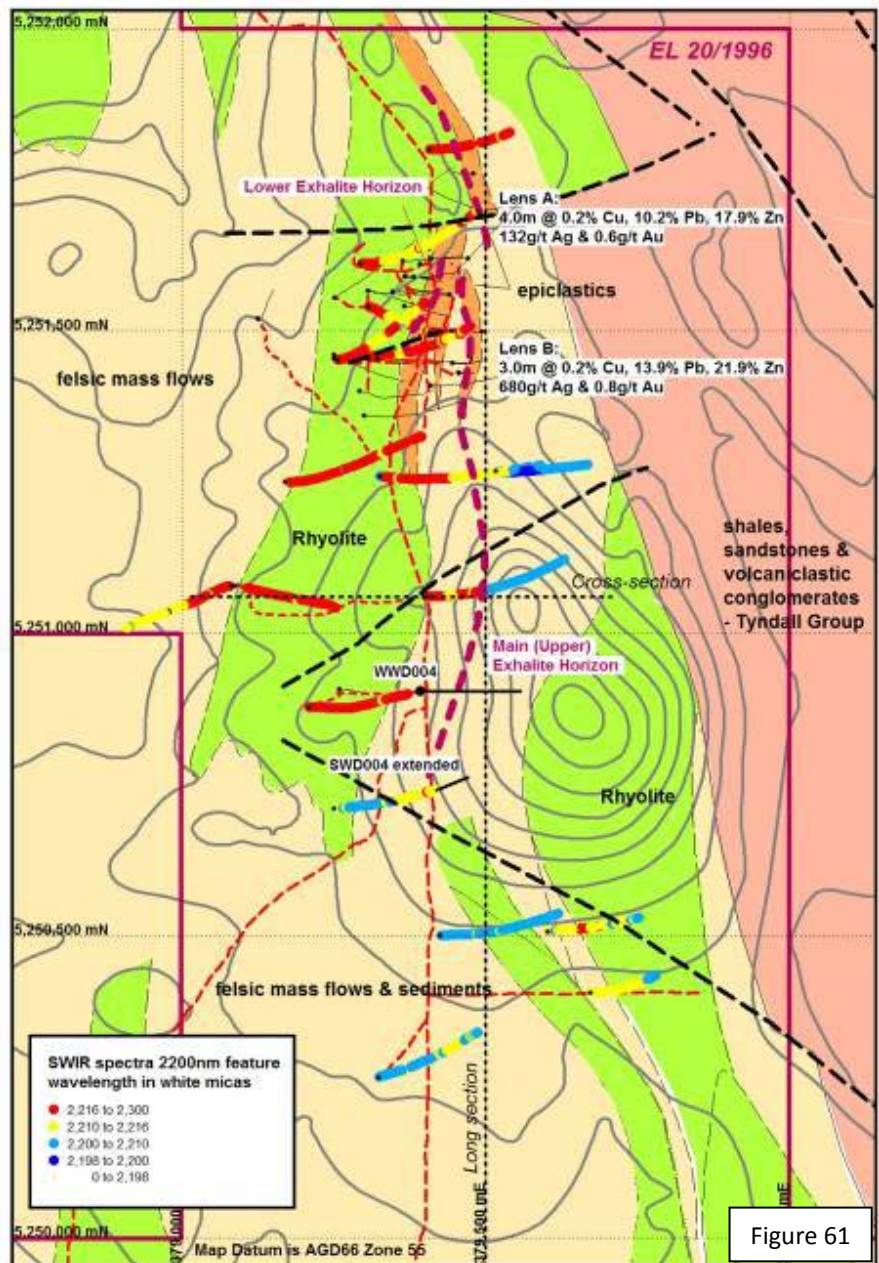 5,252,000 mN
EL 20/1996
Lower Exhalite Horizon
Lens A:
4.0m @ 0.2% Cu, 10.2% Pb, 17.9% Zn
132g/t Ag & 0.6g/t Au
epiclastics
5,251,500 mN
Lens B:
3.0m @ 0.2% Cu, 13.9% Pb, 21.9% Zn
680g/t Ag & 0.8g/t Au
felsic mass flows
Rhyolite
shales,
sandstones &
volcaniclastic
conglomerates
- Tyndall Group
Cross-section
5,251,000 mN
Main (Upper)
Exhalite Horizon
WWD004
SWD004 extended
Rhyolite
5,250,500 mN
felsic mass flows & sediments
SWIR spectra 2200nm feature
wavelength in white micas
2,216 to 2,300
2,210 to 2,216
2,200 to 2,210
2,198 to 2,200
0 to 2,198
Long section
5,250,000 mN
mE
mE
Map Datum is AGD66 Zone 55
Figure 61